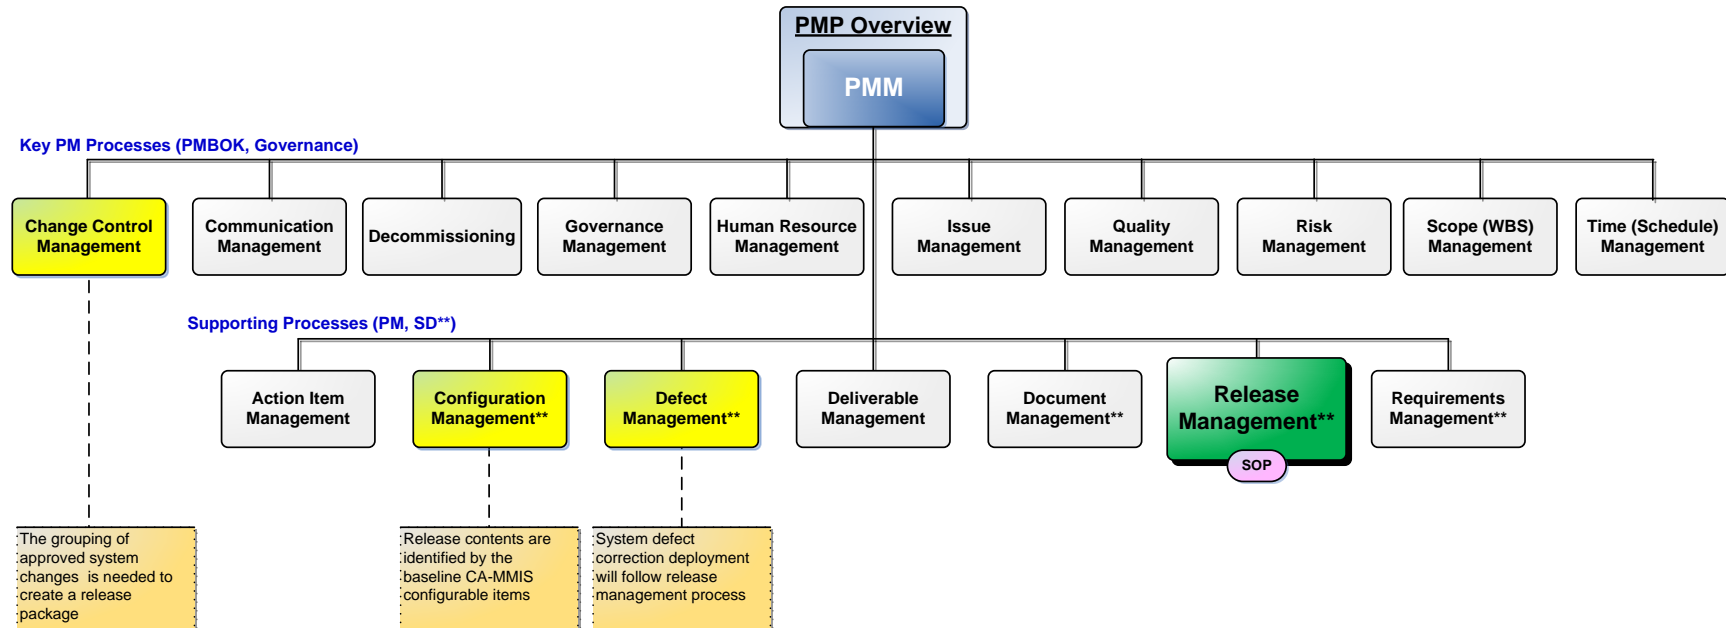 PMP Overview
PMM
Key PM Processes (PMBOK, Governance)
Change Control
Management
Communication
Management
Decommissioning
Governance
Management
Human Resource
Management
Issue
Management
Quality
Management
Risk
Management
Scope (WBS)
Management
Time (Schedule)
Management
Supporting Processes (PM, SD**)
Action Item
Management
Configuration
Management**
Defect
Management**
Deliverable
Management
Document
Management**
Release
Management**
SOP
Requirements
Management**
The grouping of
approved system
changes  is needed to
create a release
package
Release contents are
identified by the
baseline CA-MMIS
configurable items
System defect
correction deployment
will follow release
management process